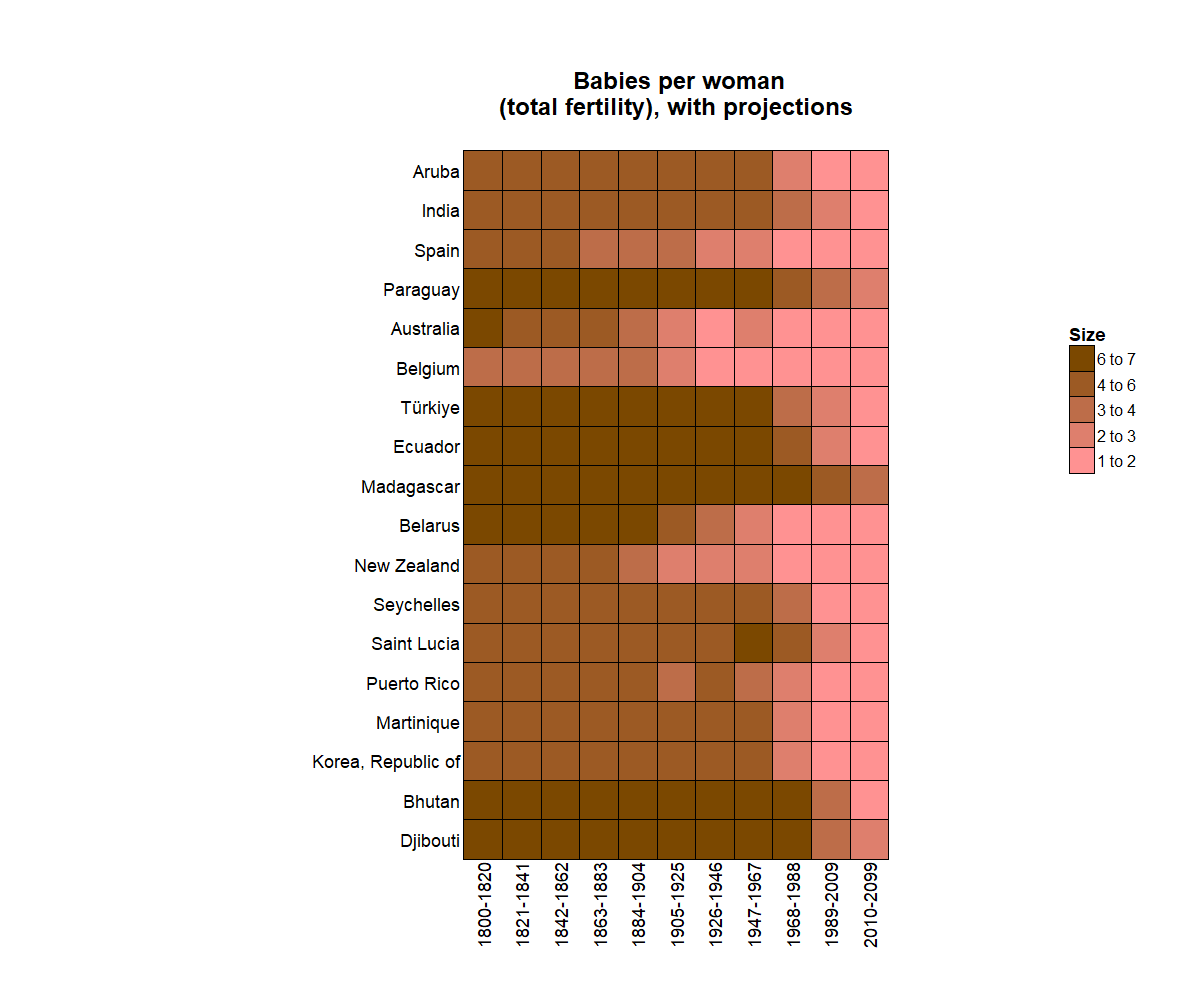 Babies per woman
(total fertility), with projections
Aruba
India
Spain
Paraguay
Australia
Belgium
Türkiye
Ecuador
Madagascar
Belarus
New Zealand
Seychelles
Saint Lucia
Puerto Rico
Martinique
Korea, Republic of
Bhutan
Djibouti
1800-1820
1821-1841
1842-1862
1863-1883
1884-1904
1905-1925
1926-1946
1947-1967
1968-1988
1989-2009
2010-2099
Size
6 to 7
4 to 6
3 to 4
2 to 3
1 to 2